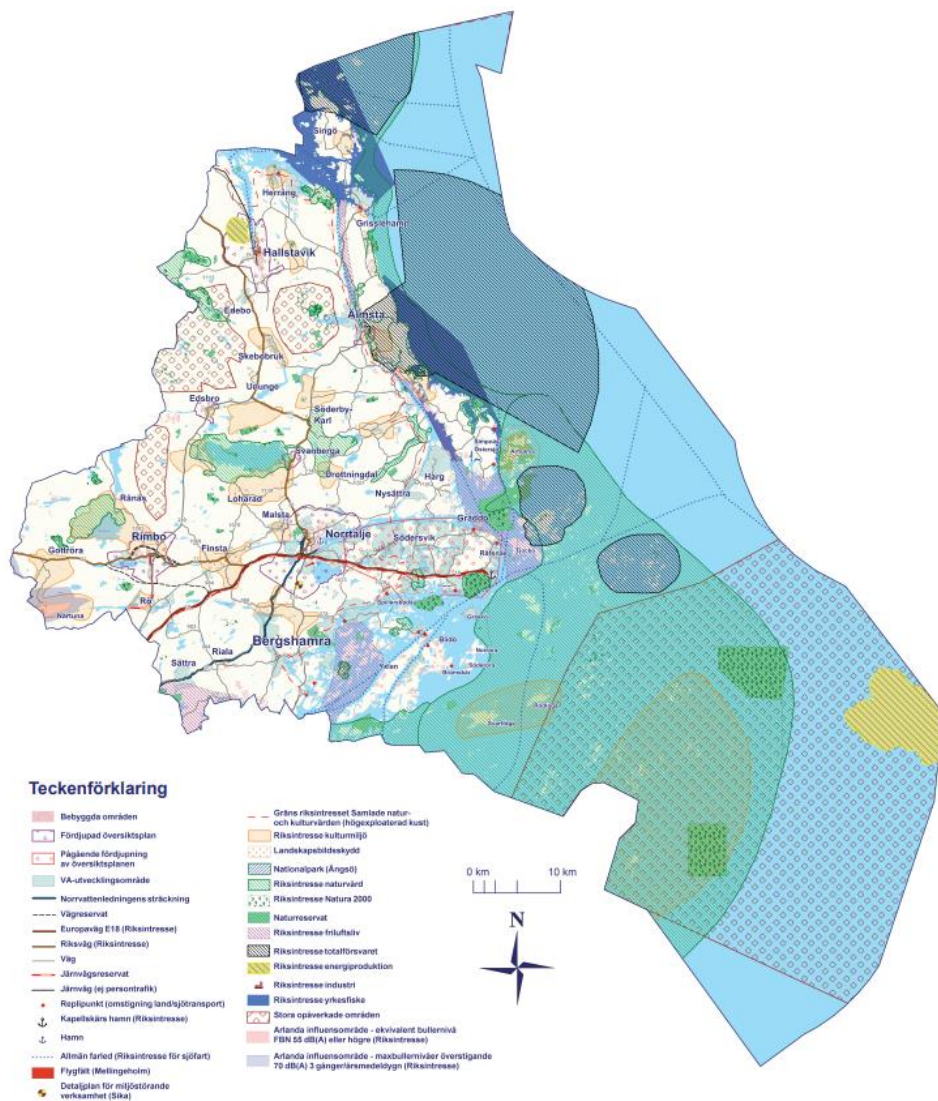 Singö
Herräng
Grisslehamn
Hallstavik
Edebo
Älmsta
Skebobruk
Ununge
Edsbro
Söderby-
Karl
Svanberga
Drottningdal
Rånäs
Lohärad
Nysättra
Harg
Malsta
Gräddö
Rimbo
Norrtälje
Södersvik
Gottröra
Finsta
Rö
Närtuna
Bergshamra
Riala
Sättra
Yxlan
Blidö
Svartlöga
Rödlöga
Teckenförklaring
Bebyggda områden
Fördjupad översiktsplan
Pågående fördjupning
av översiktsplanen
VA-utvecklingsområde
Norrvattenledningens sträckning
Vägreservat
Europaväg E18 (Riksintresse)
Riksväg (Riksintresse)
Väg
Järnvägsreservat
Järnväg (ej persontrafik)
Replipunkt (omstigning land/sjötransport)
Kapellskärs hamn (Riksintresse)
Hamn
Allmän farled (Riksintresse för sjöfart)
Flygfält (Mellingeholm)
Detaljplan för miljöstörande
verksamhet (Sika)
Gräns riksintresset Samlade natur-
och kulturvärden (högexploaterad kust)
Riksintresse kulturmiljö
Landskapsbildsskydd
Nationalpark (Ängsö)
Riksintresse naturvård
Riksintresse Natura 2000
Naturreservat
Riksintresse friluftsliv
Riksintresse totalförsvaret
Riksintresse energiproduktion
Riksintresse industri
Riksintresse yrkesfiske
Stora opåverkade områden
Arlanda influensområde - ekvivalent bullernivå
FBN 55 dB(A) eller högre (Riksintresse)
Arlanda influensområde - maxbullernivåer överstigande
70 dB(A) 3 gånger/årsmedeldygn (Riksintresse)
0 km
10 km
N